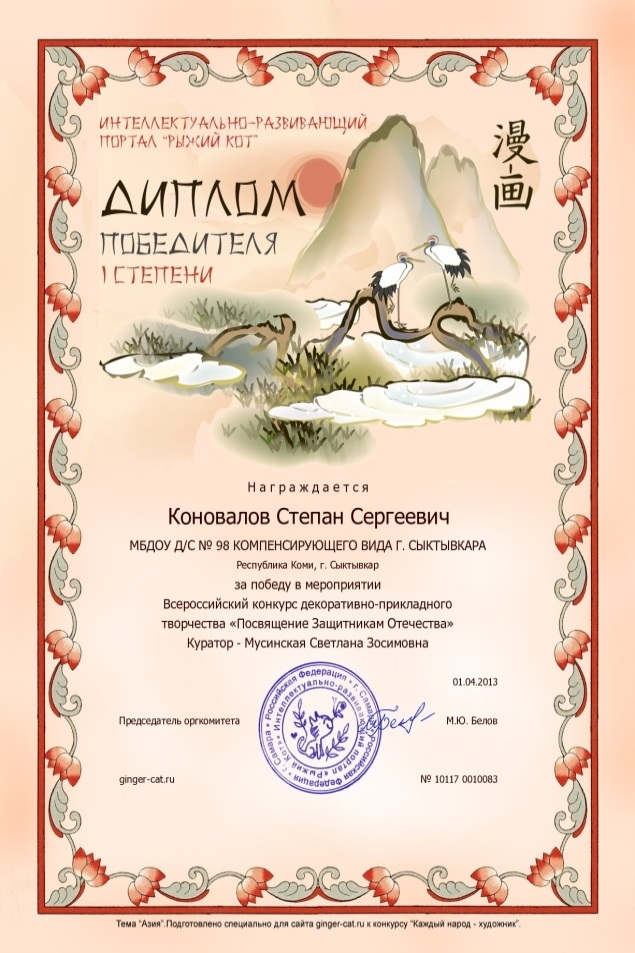 ИНТЕЛЛЕКТУАЛЬНО-РАЗВИВАЮЩИЙ
ПОРТАЛ "РЫЖИЙ КОТ"
漫画
ДИПЛОМ
ПОБЕДИТЕЛЯ
I СТЕПЕНИ
Награждается
Коновалов Степан Сергеевич
МБДОУ Д/С № 98 КОМПЕНСИРУЮЩЕГО ВИДА Г. СЫКТЫВКАРА
Республика Коми, г. Сыктывкар
за победу в мероприятии
Всероссийский конкурс декоративно-прикладного
творчества «Посвящение Защитникам Отечества»
Куратор - Мусинская Светлана Зосимовна
01.04.2013
Председатель оргкомитета
М.Ю. Белов
Российская Федерация • г. Самара • Российская Федерация • г. Самара •
Интеллектуально-развивающий портал «Рыжий Кот»
ginger-cat.ru
№ 10117 0010083
Тема "Азия".Подготовлено специально для сайта ginger-cat.ru к конкурсу "Каждый народ - художник".